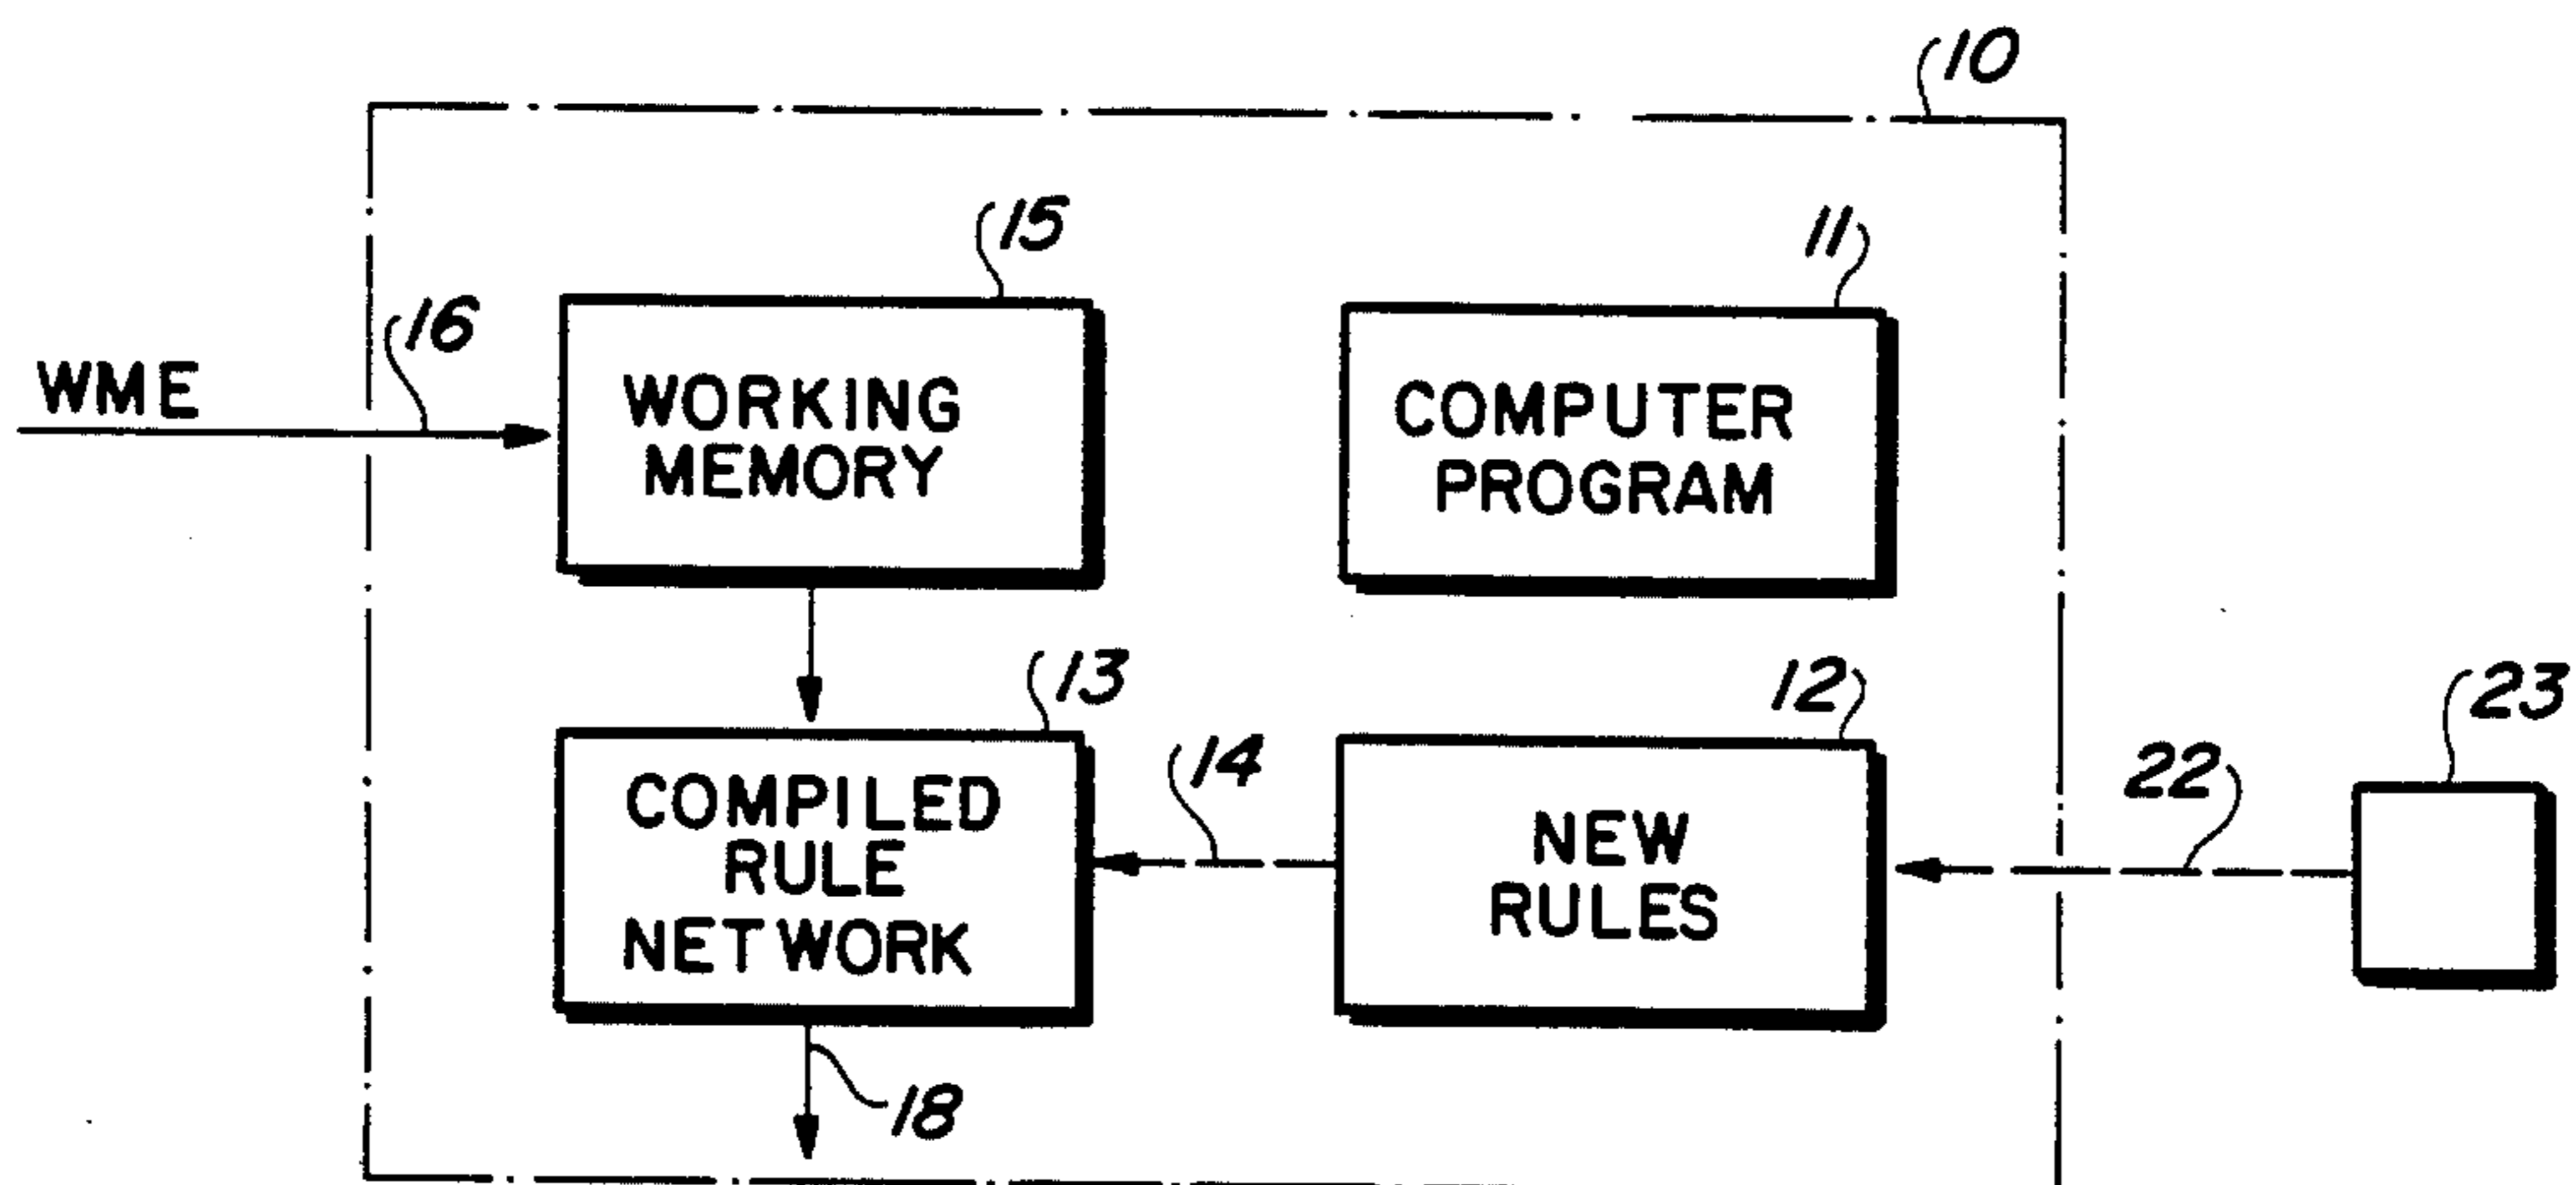 10
15
11
16
WME
WORKING
MEMORY
COMPUTER
PROGRAM
13
12
23
14
22
COMPILED
RULE
NETWORK
NEW
RULES
18